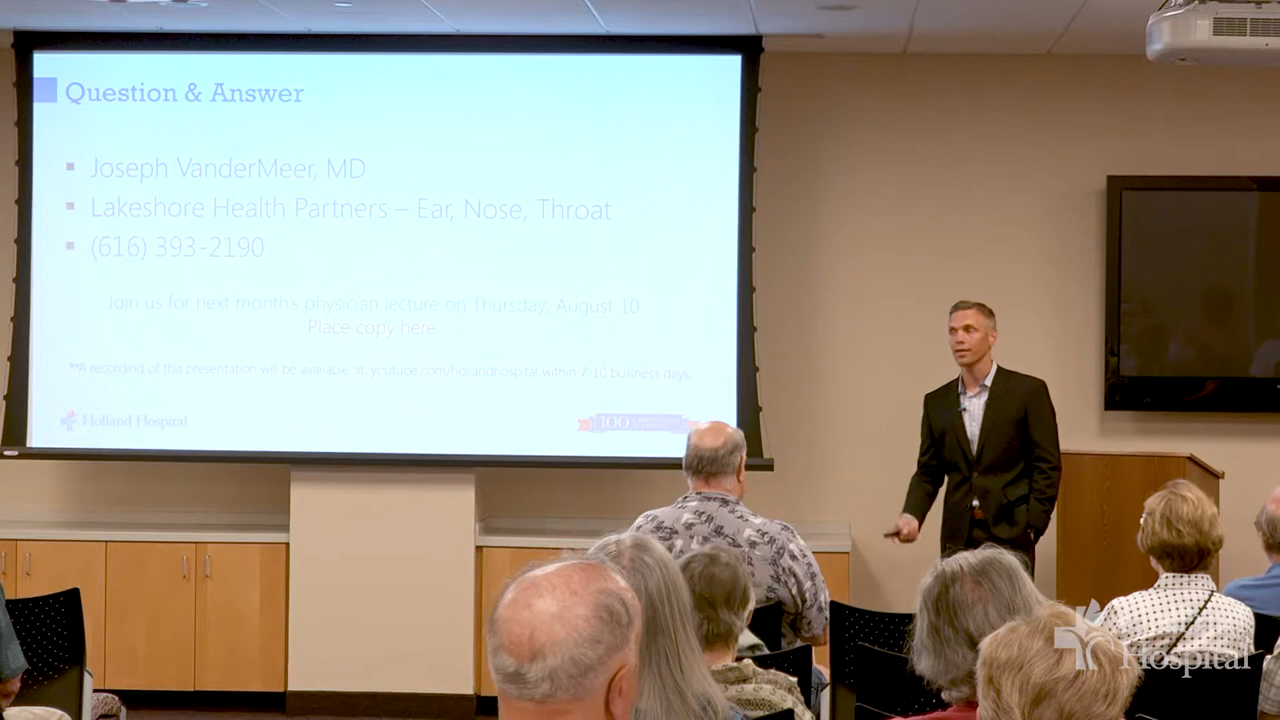 Question & Answer
Joseph VanderMeer, MD
Lakeshore Health Partners – Ear, Nose, Throat
(616) 393-2190
Join us for next month's physician lecture on Thursday, August 10
Place copy here
**A recording of this presentation will be available at youtube.com/hollandhospital within 7-10 business days
Holland Hospital
100
Hospital